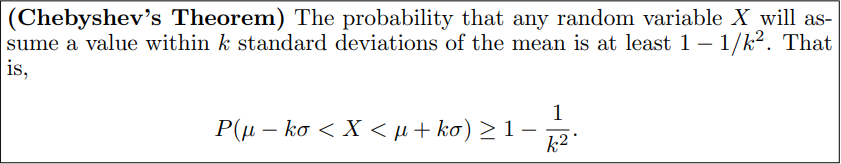 (Chebyshev's Theorem) The probability that any random variable X will as-
sume a value within k standard deviations of the mean is at least 1 − 1/k². That
is,
P(μ − kσ < X < μ + kσ) ≥ 1 − 1/k².